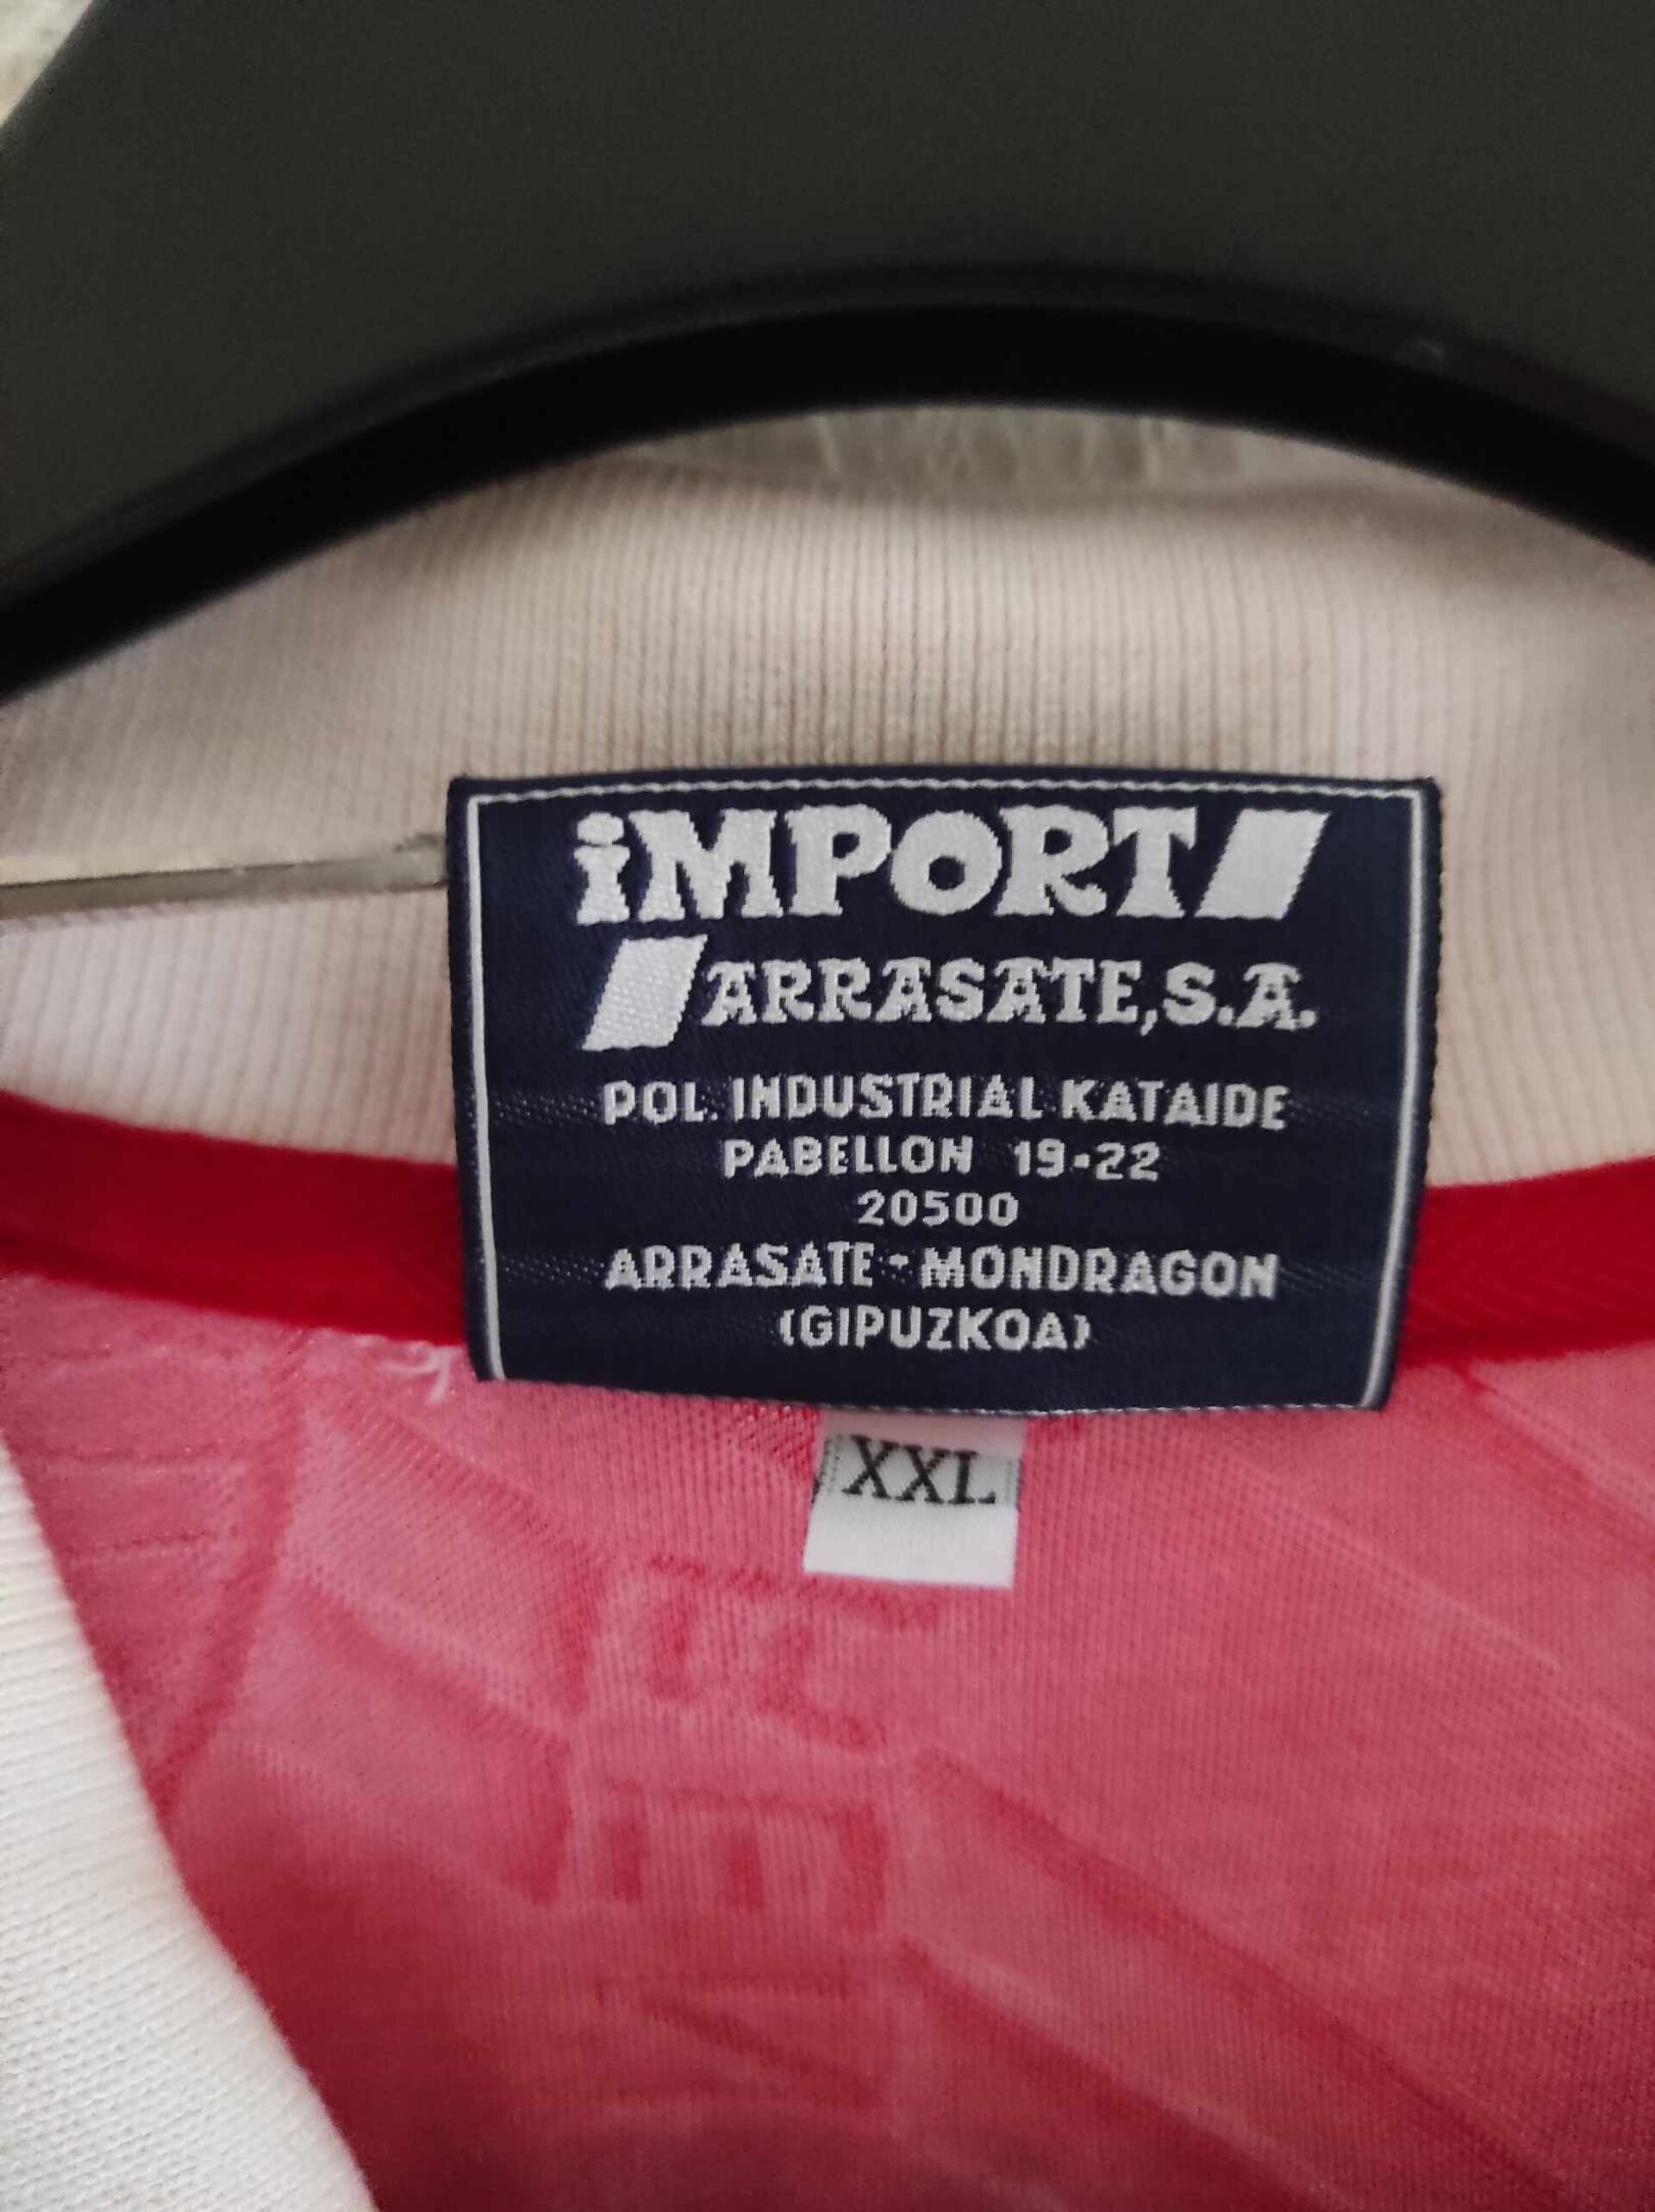 iMPORT
ARRASATE,S.A.
POL. INDUSTRIAL KATAIDE
PABELLON 19-22
20500
ARRASATE - MONDRAGON
(GIPUZKOA)
XXL